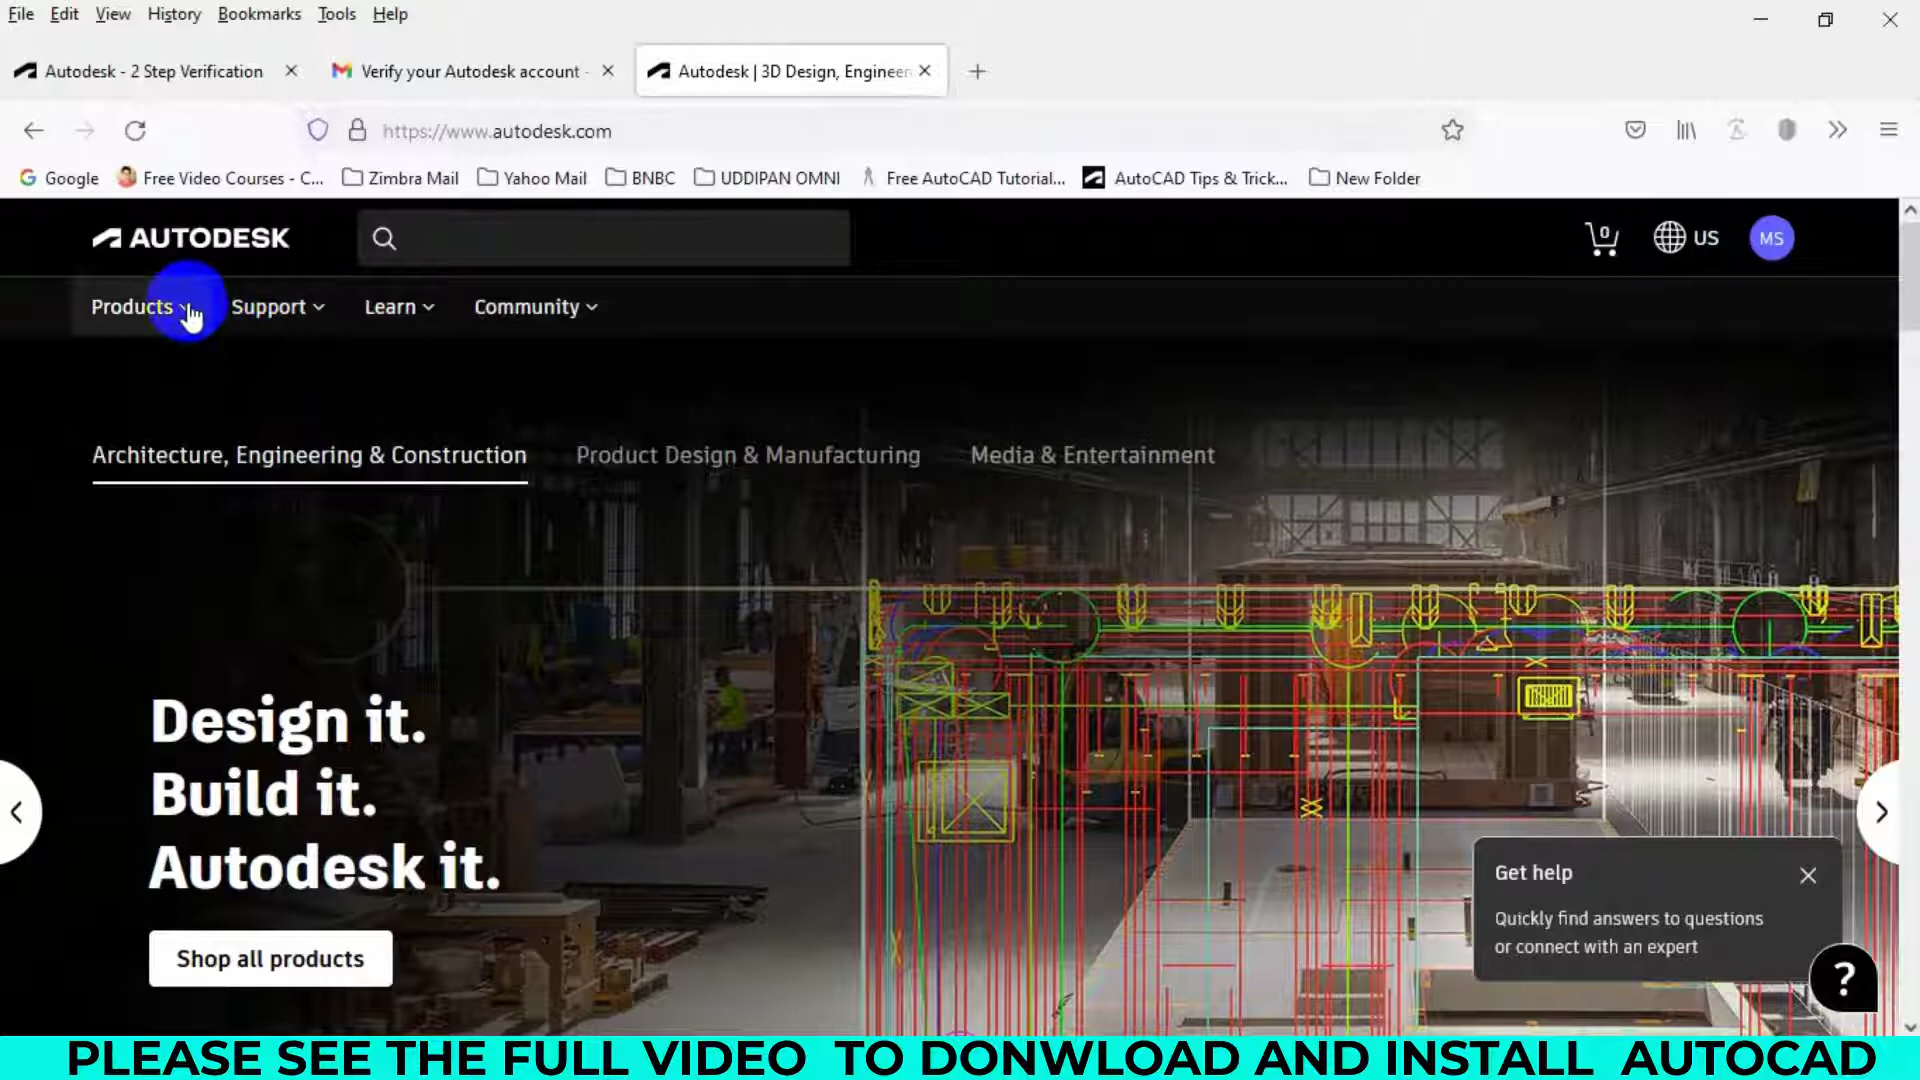 File Edit View History Bookmarks Tools Help
Autodesk - 2 Step Verification
Verify your Autodesk account -
Autodesk | 3D Design, Engineer
https://www.autodesk.com
Google Free Video Courses - C... Zimbra Mail Yahoo Mail BNBC UDDIPAN OMNI Free AutoCAD Tutorial... AutoCAD Tips & Trick... New Folder
AUTODESK
0
US
MS
Products Support Learn Community
Architecture, Engineering & Construction Product Design & Manufacturing Media & Entertainment
Design it.
Build it.
Autodesk it.
Shop all products
Get help
Quickly find answers to questions
or connect with an expert
?
PLEASE SEE THE FULL VIDEO TO DONWLOAD AND INSTALL AUTOCAD